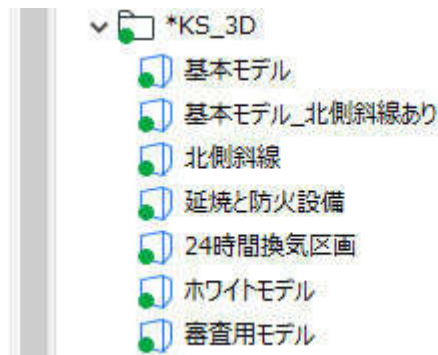 *KS_3D
基本モデル
基本モデル_北側斜線あり
北側斜線
延焼と防火設備
24時間換気区画
ホワイトモデル
審査用モデル